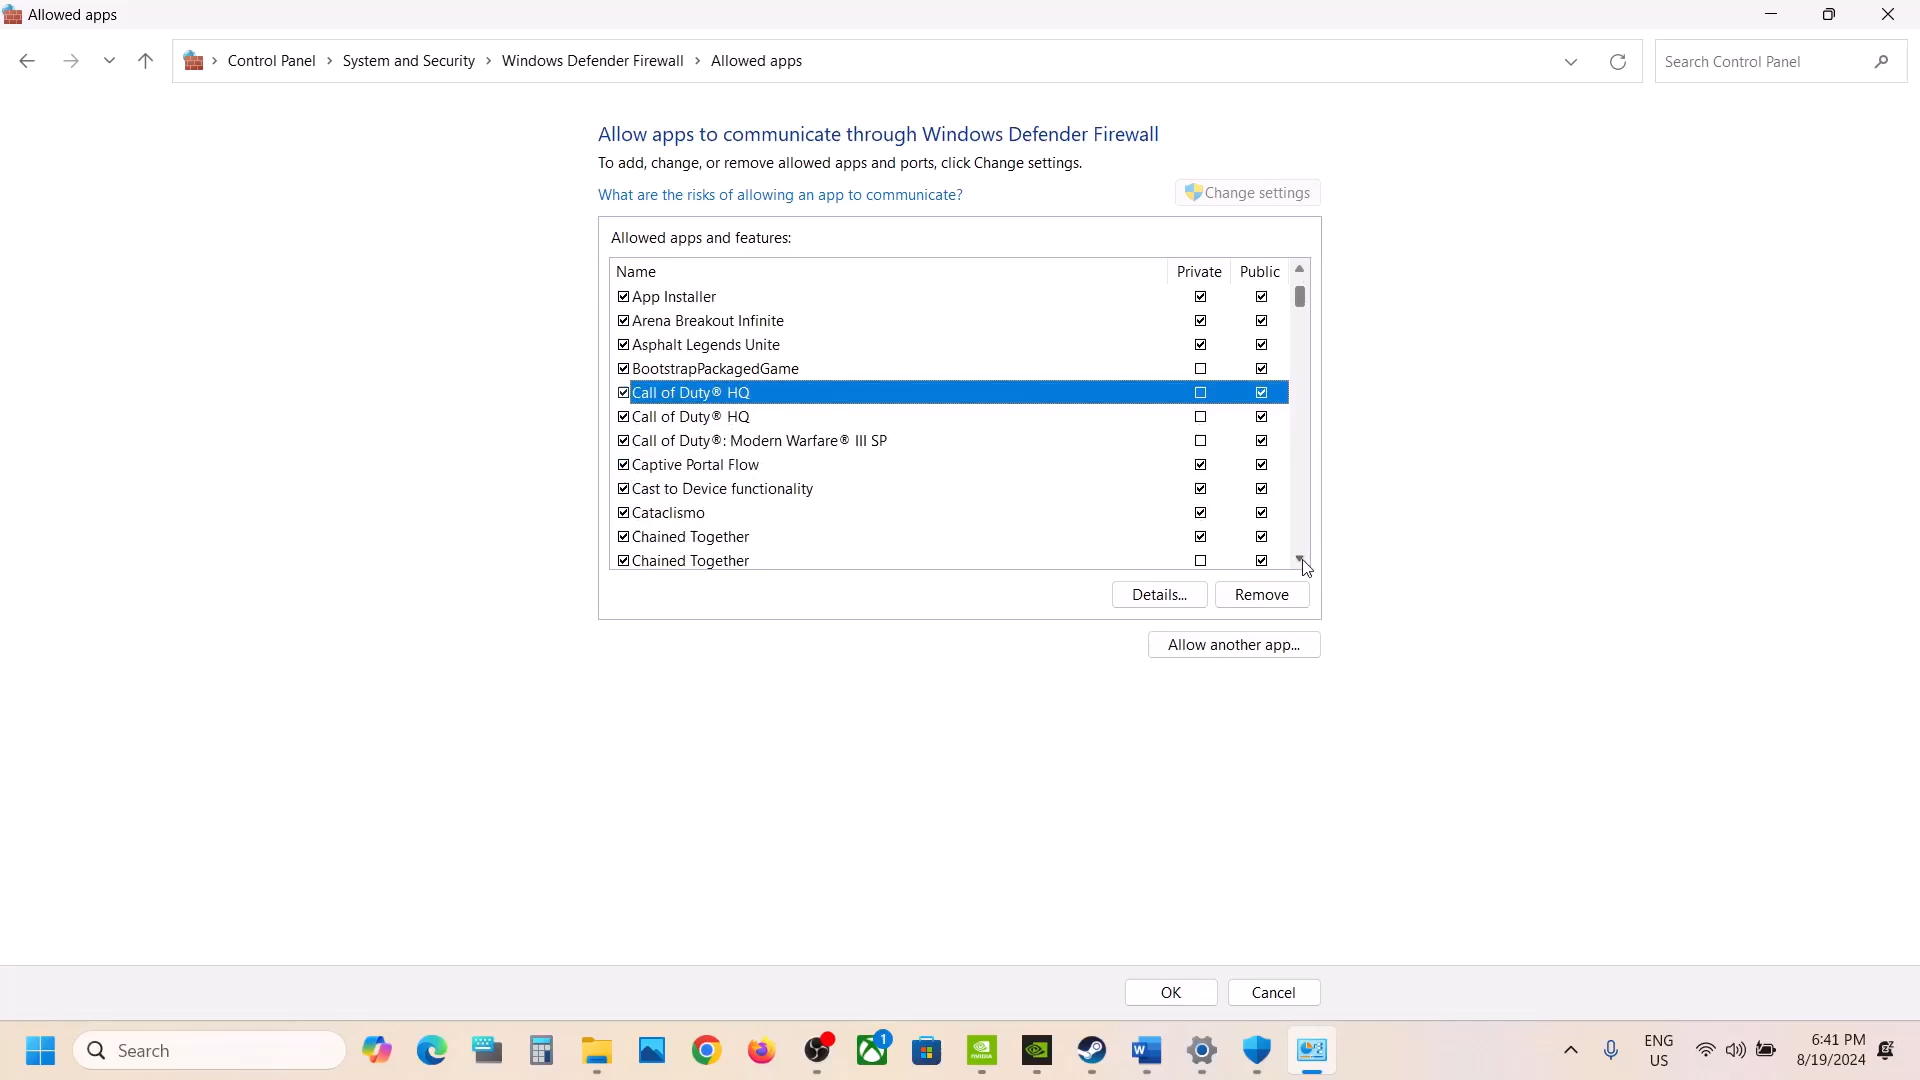 Allowed apps
Control Panel > System and Security > Windows Defender Firewall > Allowed apps
Search Control Panel
Allow apps to communicate through Windows Defender Firewall
To add, change, or remove allowed apps and ports, click Change settings.
What are the risks of allowing an app to communicate?
Change settings
Allowed apps and features:
Name Private Public
App Installer
Arena Breakout Infinite
Asphalt Legends Unite
BootstrapPackagedGame
Call of Duty® HQ
Call of Duty® HQ
Call of Duty®: Modern Warfare® III SP
Captive Portal Flow
Cast to Device functionality
Cataclismo
Chained Together
Chained Together
Details... Remove
Allow another app...
OK Cancel
Search
1
ENG
US
6:41 PM
8/19/2024